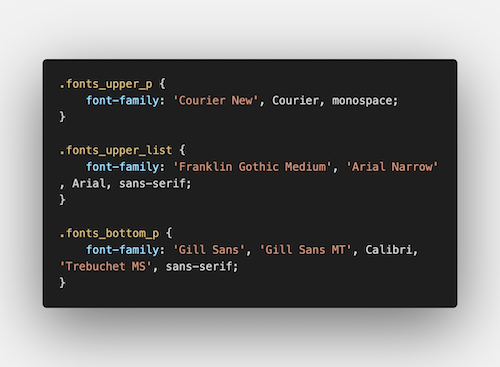 .fonts_upper_p {
    font-family: 'Courier New', Courier, monospace;
}

.fonts_upper_list {
    font-family: 'Franklin Gothic Medium', 'Arial Narrow'
, Arial, sans-serif;
}

.fonts_bottom_p {
    font-family: 'Gill Sans', 'Gill Sans MT', Calibri,
'Trebuchet MS', sans-serif;
}